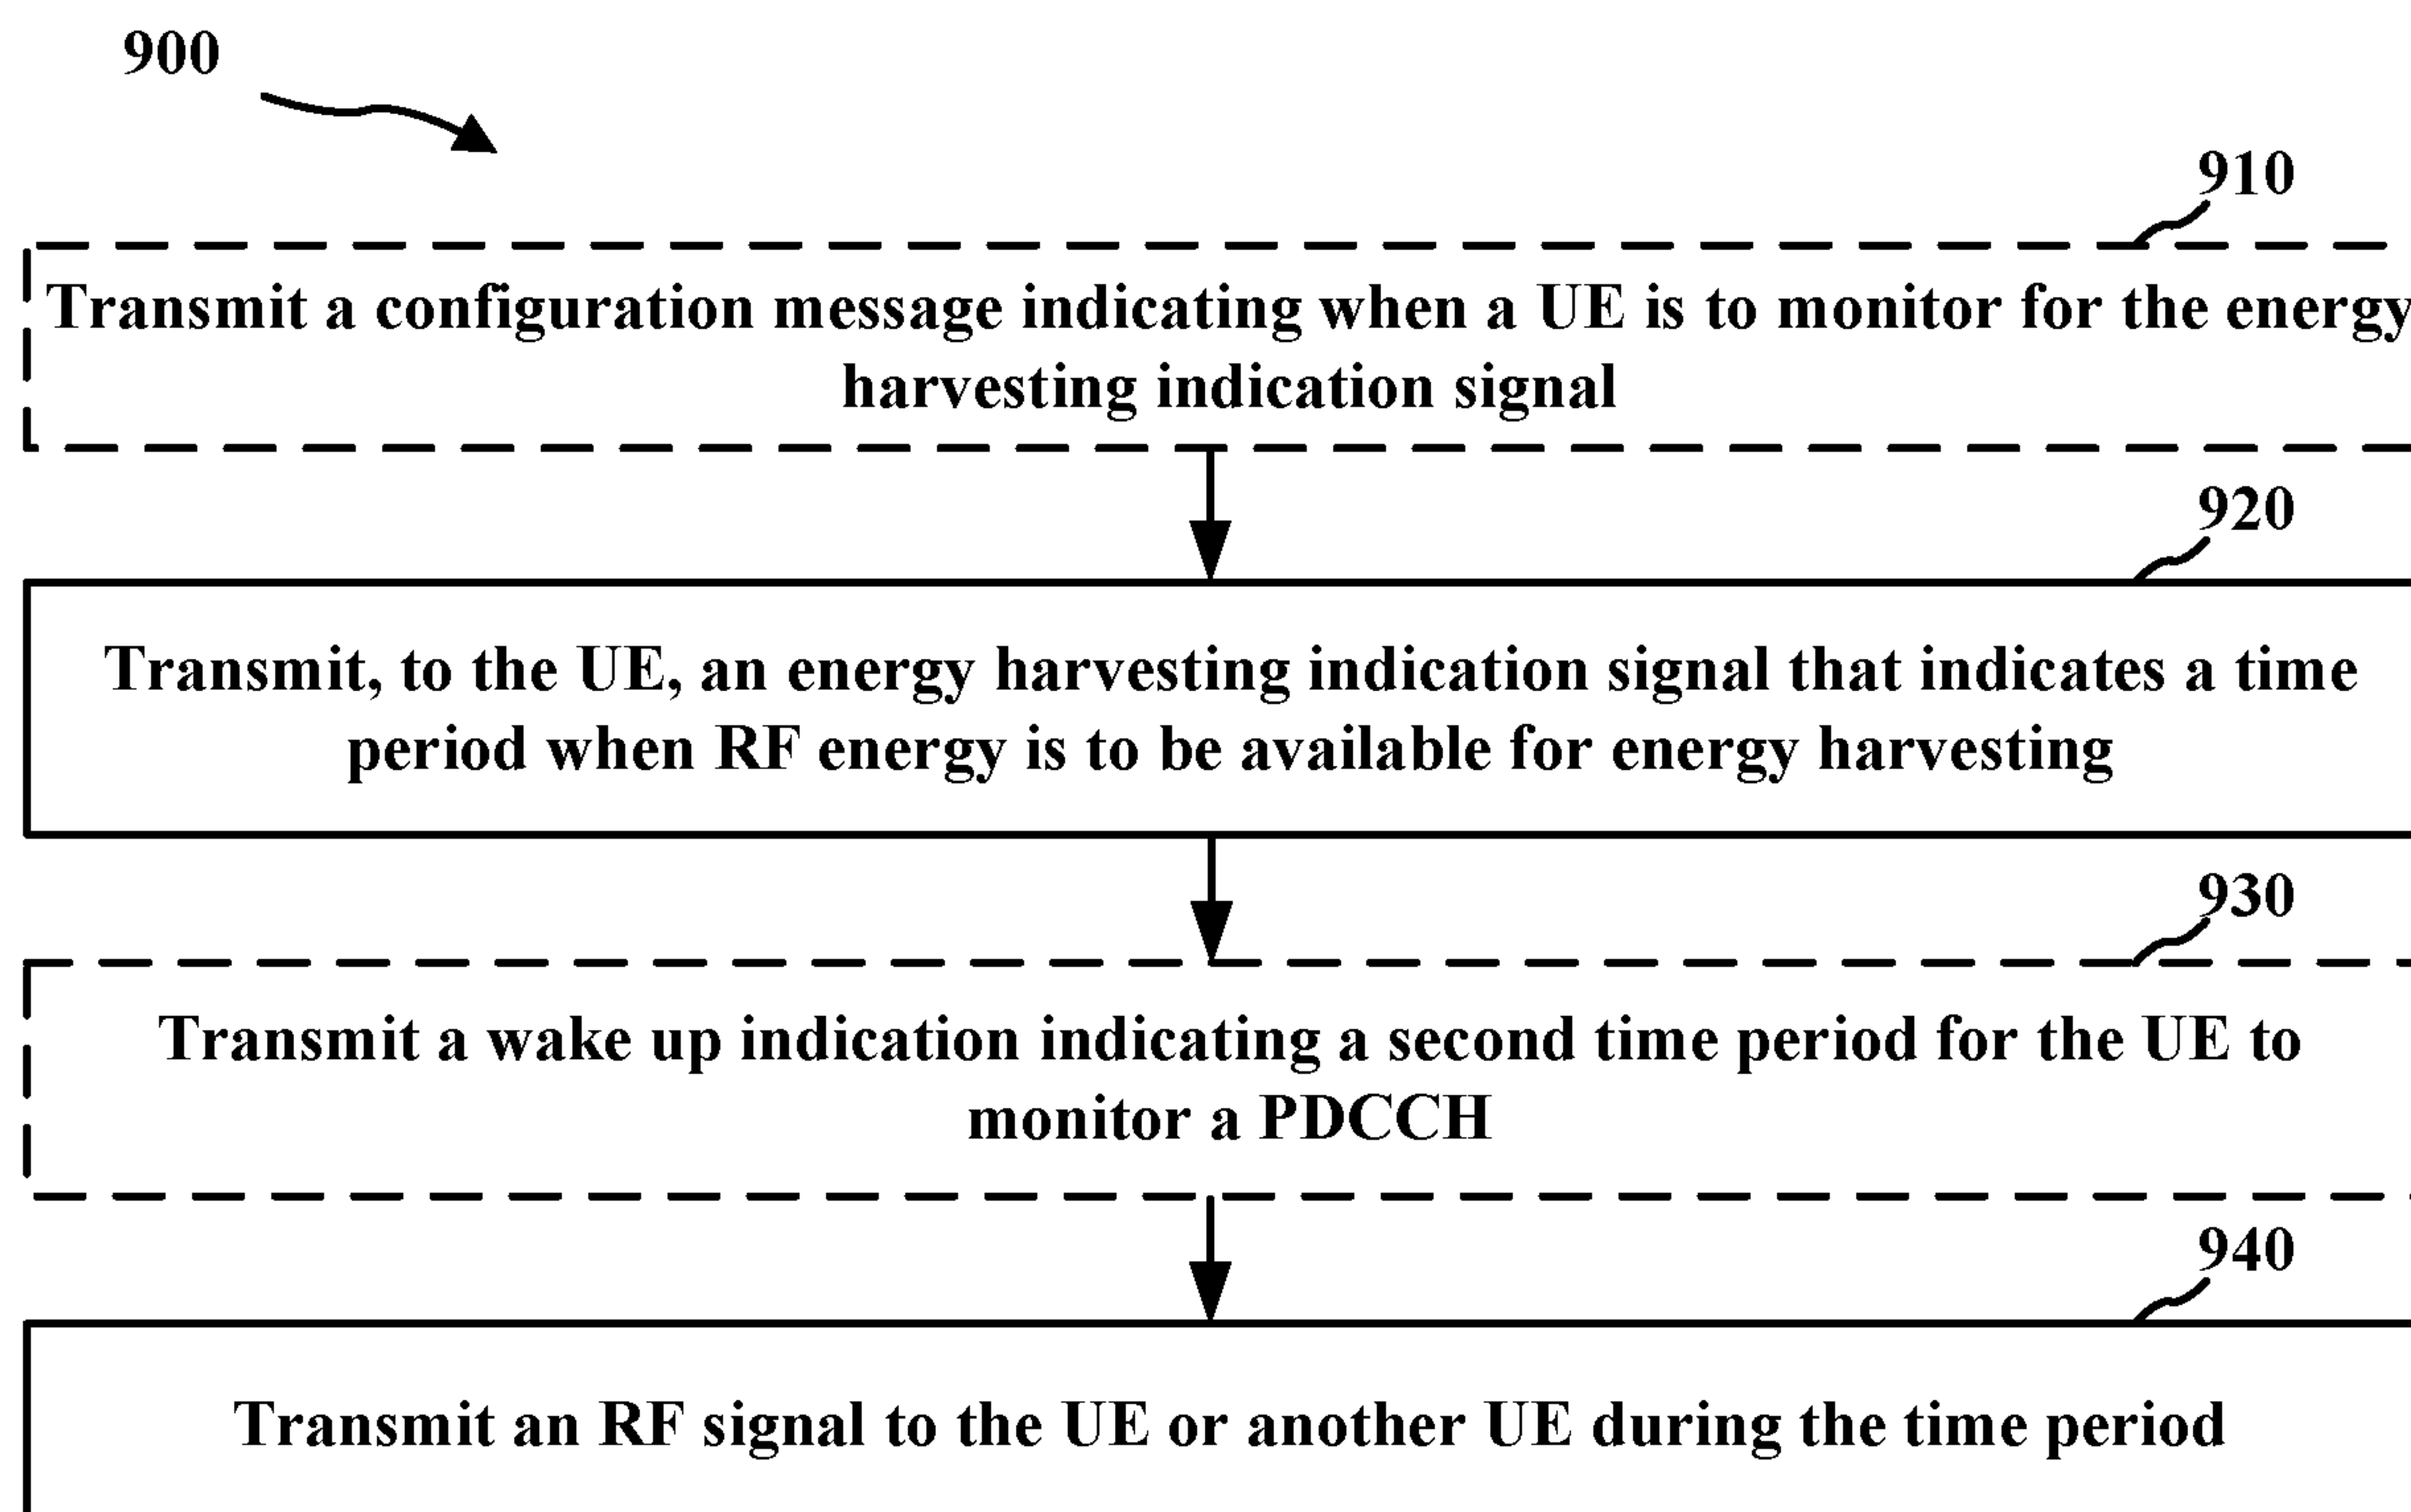 900
910
Transmit a configuration message indicating when a UE is to monitor for the energy
harvesting indication signal
920
Transmit, to the UE, an energy harvesting indication signal that indicates a time
period when RF energy is to be available for energy harvesting
930
Transmit a wake up indication indicating a second time period for the UE to
monitor a PDCCH
940
Transmit an RF signal to the UE or another UE during the time period